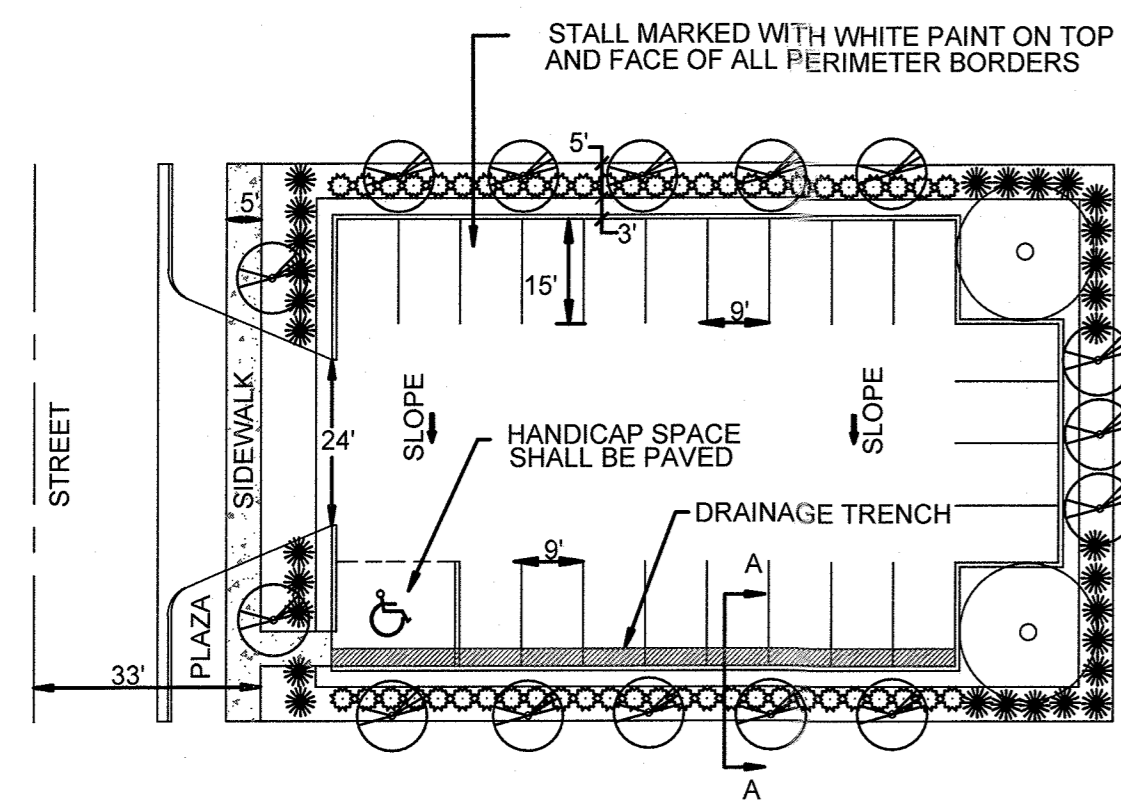 STALL MARKED WITH WHITE PAINT ON TOP
AND FACE OF ALL PERIMETER BORDERS
5'
5'
3'
15'
9'
STREET
SIDEWALK
24'
SLOPE
SLOPE
HANDICAP SPACE
SHALL BE PAVED
DRAINAGE TRENCH
9'
A
PLAZA
33'
A